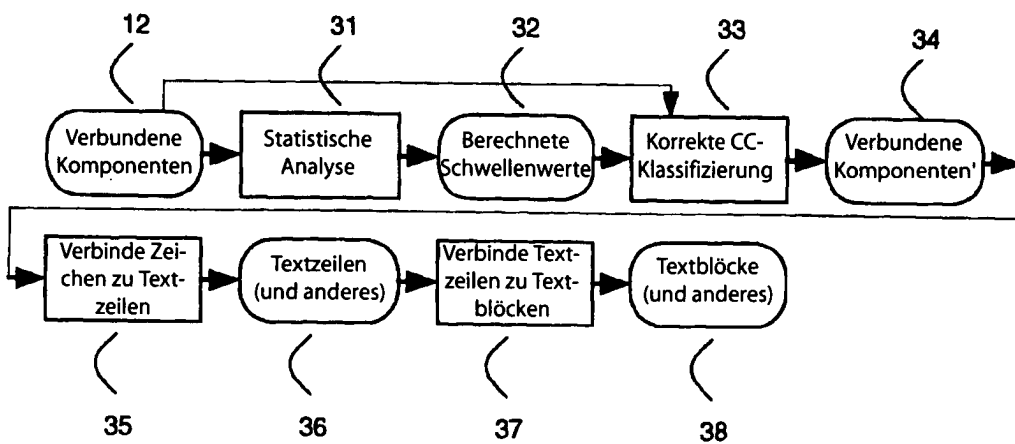 12
31
32
33
34
Verbundene
Komponenten
Statistische
Analyse
Berechnete
Schwellenwerte
Korrekte CC-
Klassifizierung
Verbundene
Komponenten'
Verbinde Zei-
chen zu Text-
zeilen
Textzeilen
(und anderes)
Verbinde Text-
zeilen zu Text-
blöcken
Textblöcke
(und anderes)
35
36
37
38